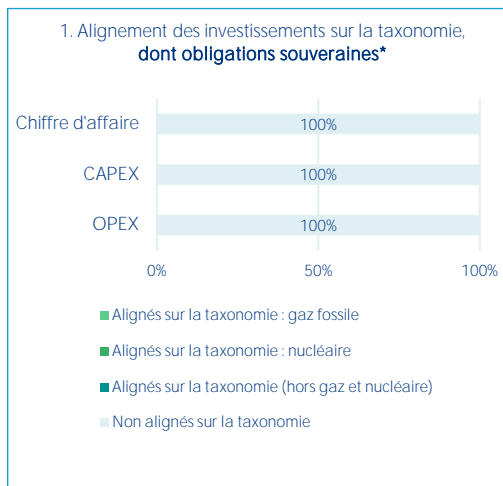 1. Alignement des investissements sur la taxonomie,
dont obligations souveraines*
Chiffre d'affaire
100%
CAPEX
100%
OPEX
100%
0%
50%
100%
Alignés sur la taxonomie : gaz fossile
Alignés sur la taxonomie : nucléaire
Alignés sur la taxonomie (hors gaz et nucléaire)
Non alignés sur la taxonomie